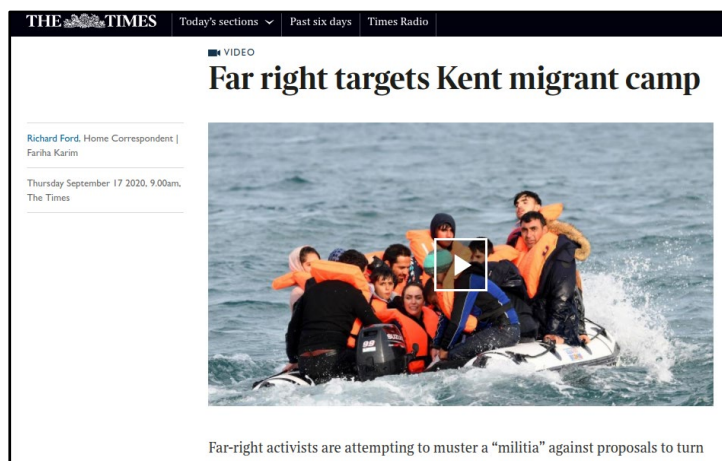 THE TIMES Today's sections Past six days Times Radio
VIDEO
Far right targets Kent migrant camp
Richard Ford, Home Correspondent |
Fariha Karim
Thursday September 17 2020, 9.00am,
The Times
Far-right activists are attempting to muster a “militia” against proposals to turn